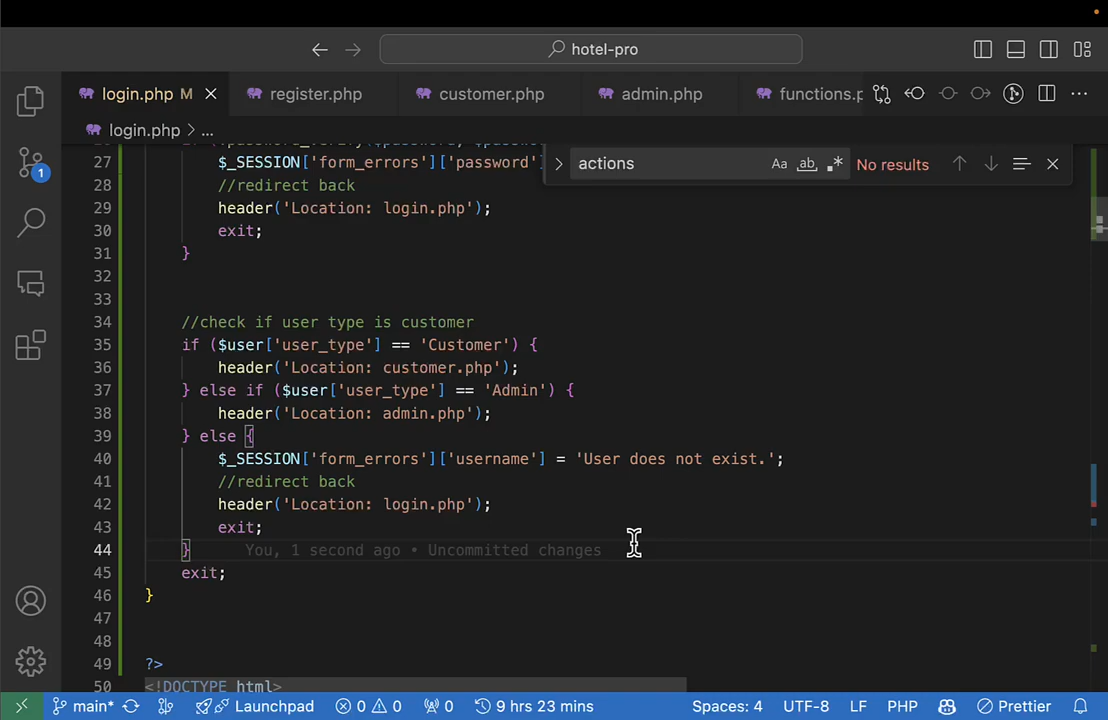 hotel-pro
login.php M
register.php
customer.php
admin.php
functions.p
login.php > ...
actions
Aa
ab
No results
27 $_SESSION['form_errors']['password']
28 //redirect back
29 header('Location: login.php');
30 exit;
31 }
32
33
34 //check if user type is customer
35 if ($user['user_type'] == 'Customer') {
36 header('Location: customer.php');
37 } else if ($user['user_type'] == 'Admin') {
38 header('Location: admin.php');
39 } else {
40 $_SESSION['form_errors']['username'] = 'User does not exist.';
41 //redirect back
42 header('Location: login.php');
43 exit;
44 } You, 1 second ago • Uncommitted changes
45 exit;
46 }
47
48
49 ?>
50 <!DOCTYPE html>
1
main* Launchpad 0 0 0 9 hrs 23 mins Spaces: 4 UTF-8 LF PHP Prettier